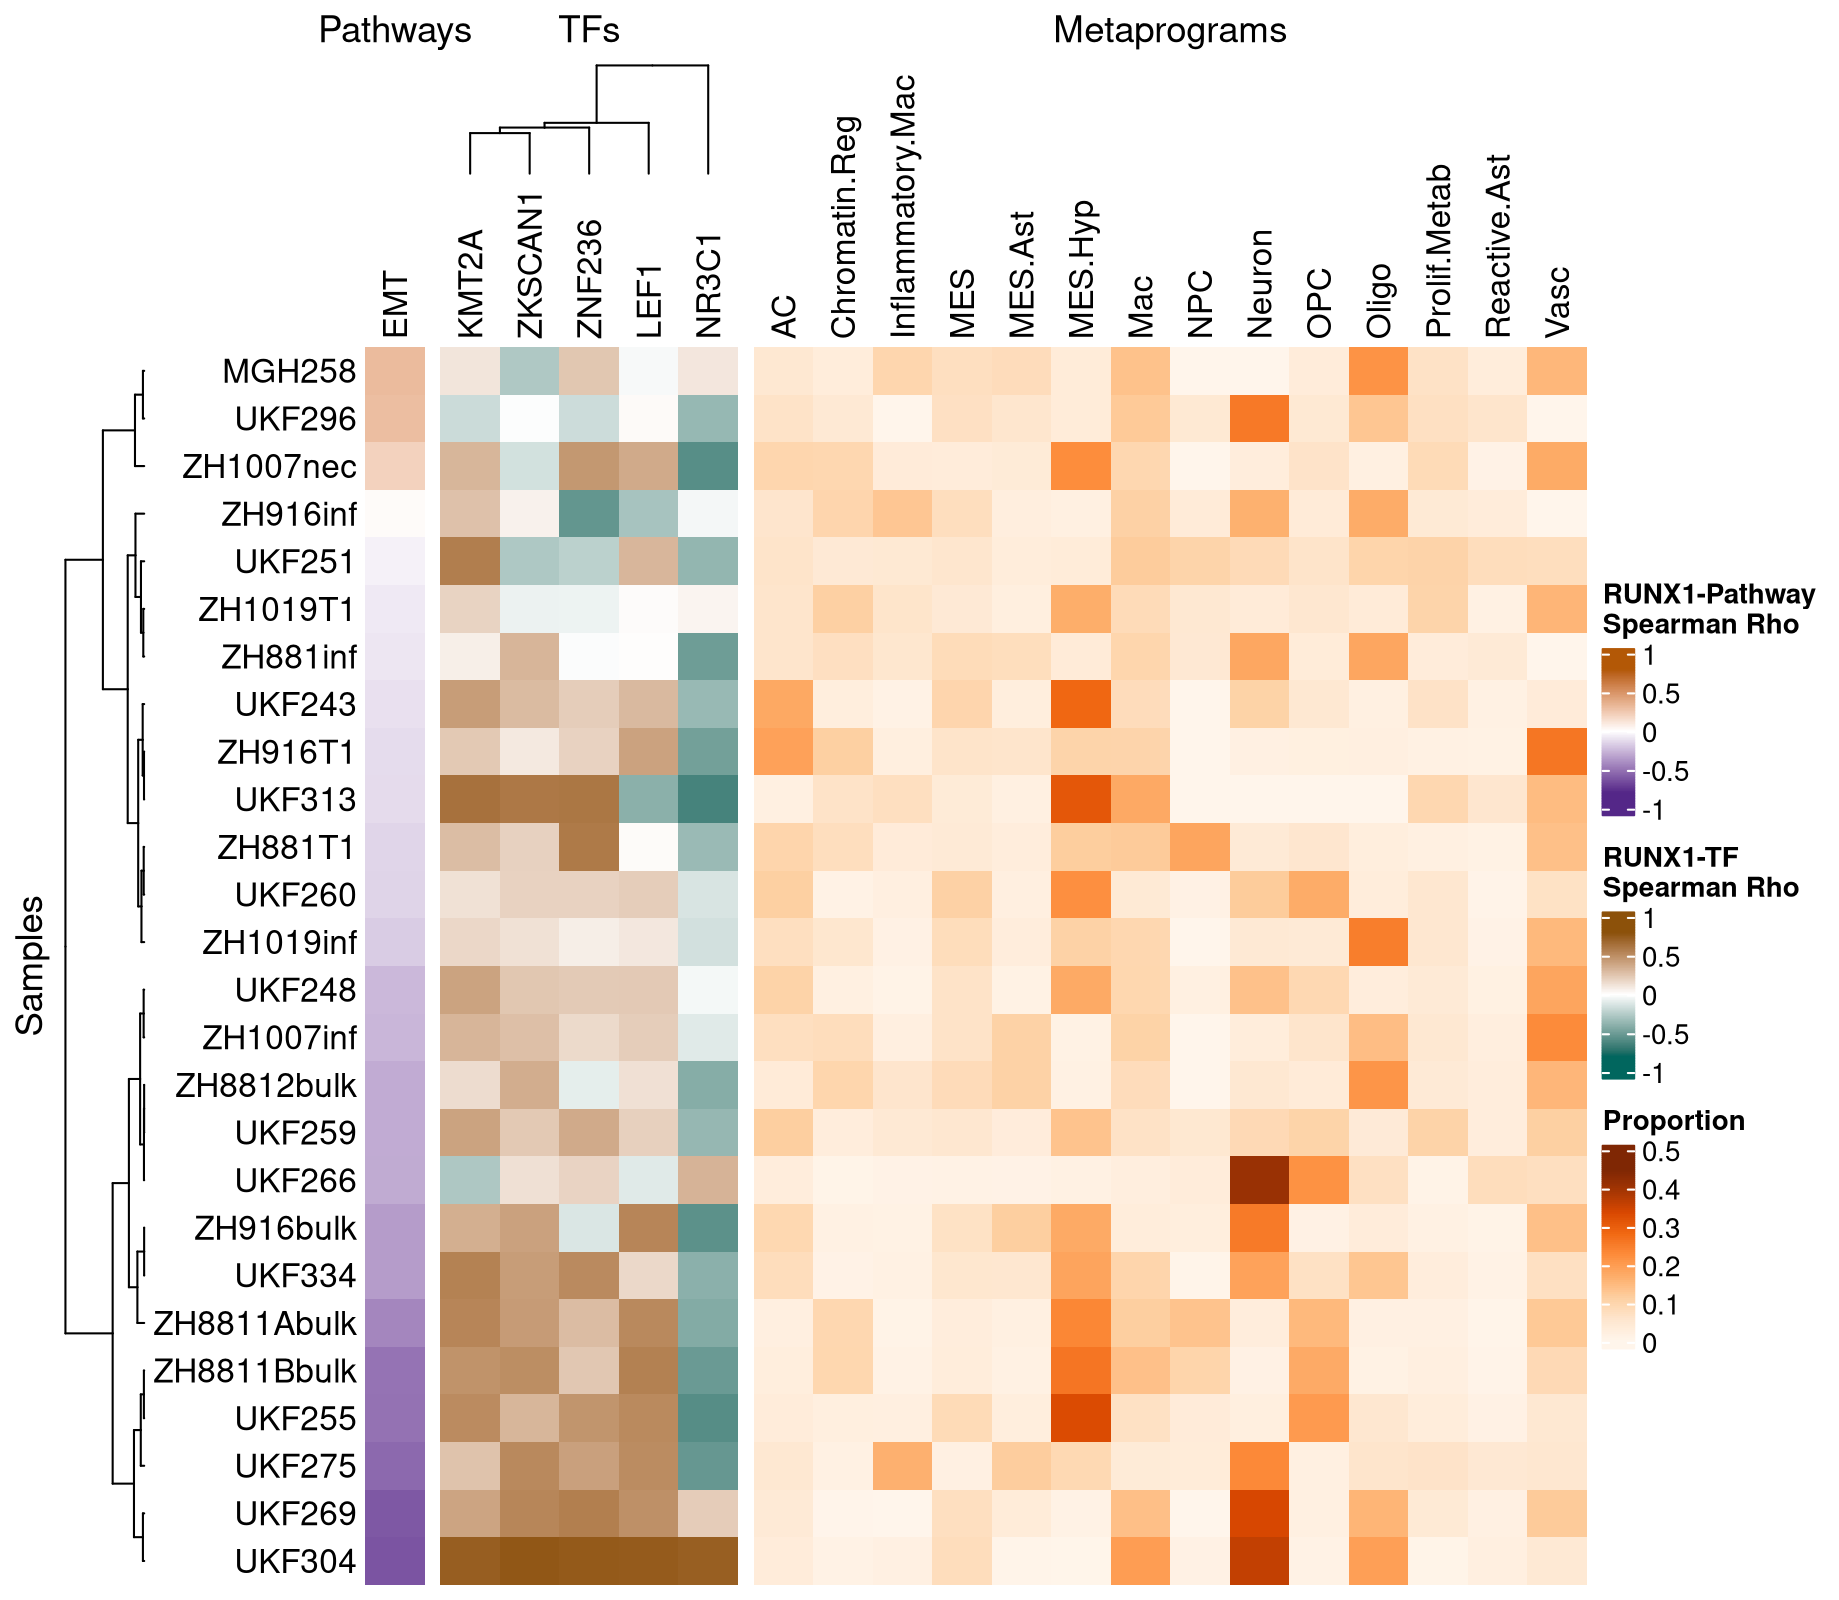 Pathways TFs Metaprograms
EMT KMT2A ZKSCAN1 ZNF236 LEF1 NR3C1 AC Chromatin.Reg Inflammatory.Mac MES MES.Ast MES.Hyp Mac NPC Neuron OPC Oligo Prolif.Metab Reactive.Ast Vasc
Samples
MGH258
UKF296
ZH1007nec
ZH916inf
UKF251
ZH1019T1
ZH881inf
UKF243
ZH916T1
UKF313
ZH881T1
UKF260
ZH1019inf
UKF248
ZH1007inf
ZH8812bulk
UKF259
UKF266
ZH916bulk
UKF334
ZH8811Abulk
ZH8811Bbulk
UKF255
UKF275
UKF269
UKF304
RUNX1-Pathway
Spearman Rho
1
0.5
0
-0.5
-1
RUNX1-TF
Spearman Rho
1
0.5
0
-0.5
-1
Proportion
0.5
0.4
0.3
0.2
0.1
0